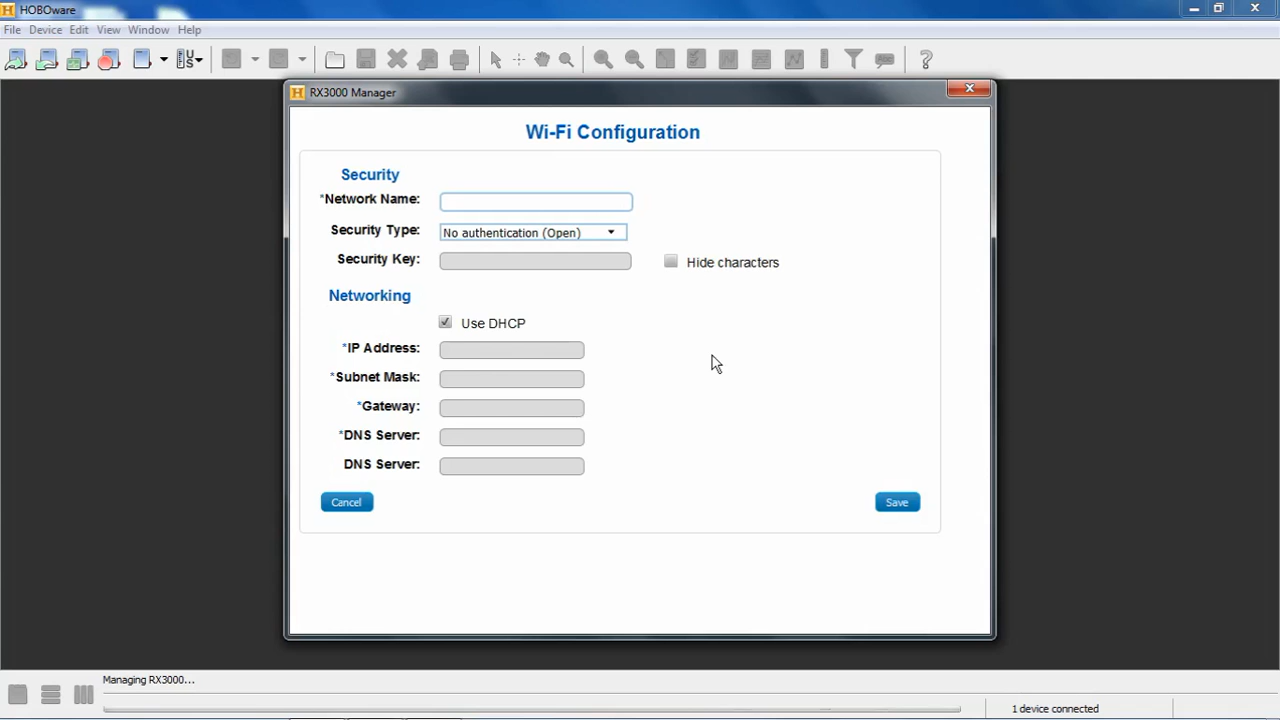 HOBOware
File Device Edit View Window Help
RX3000 Manager
Wi-Fi Configuration
Security
*Network Name:
Security Type: No authentication (Open)
Security Key: Hide characters
Networking
Use DHCP
*IP Address:
*Subnet Mask:
*Gateway:
*DNS Server:
DNS Server:
Cancel Save
Managing RX3000...
1 device connected